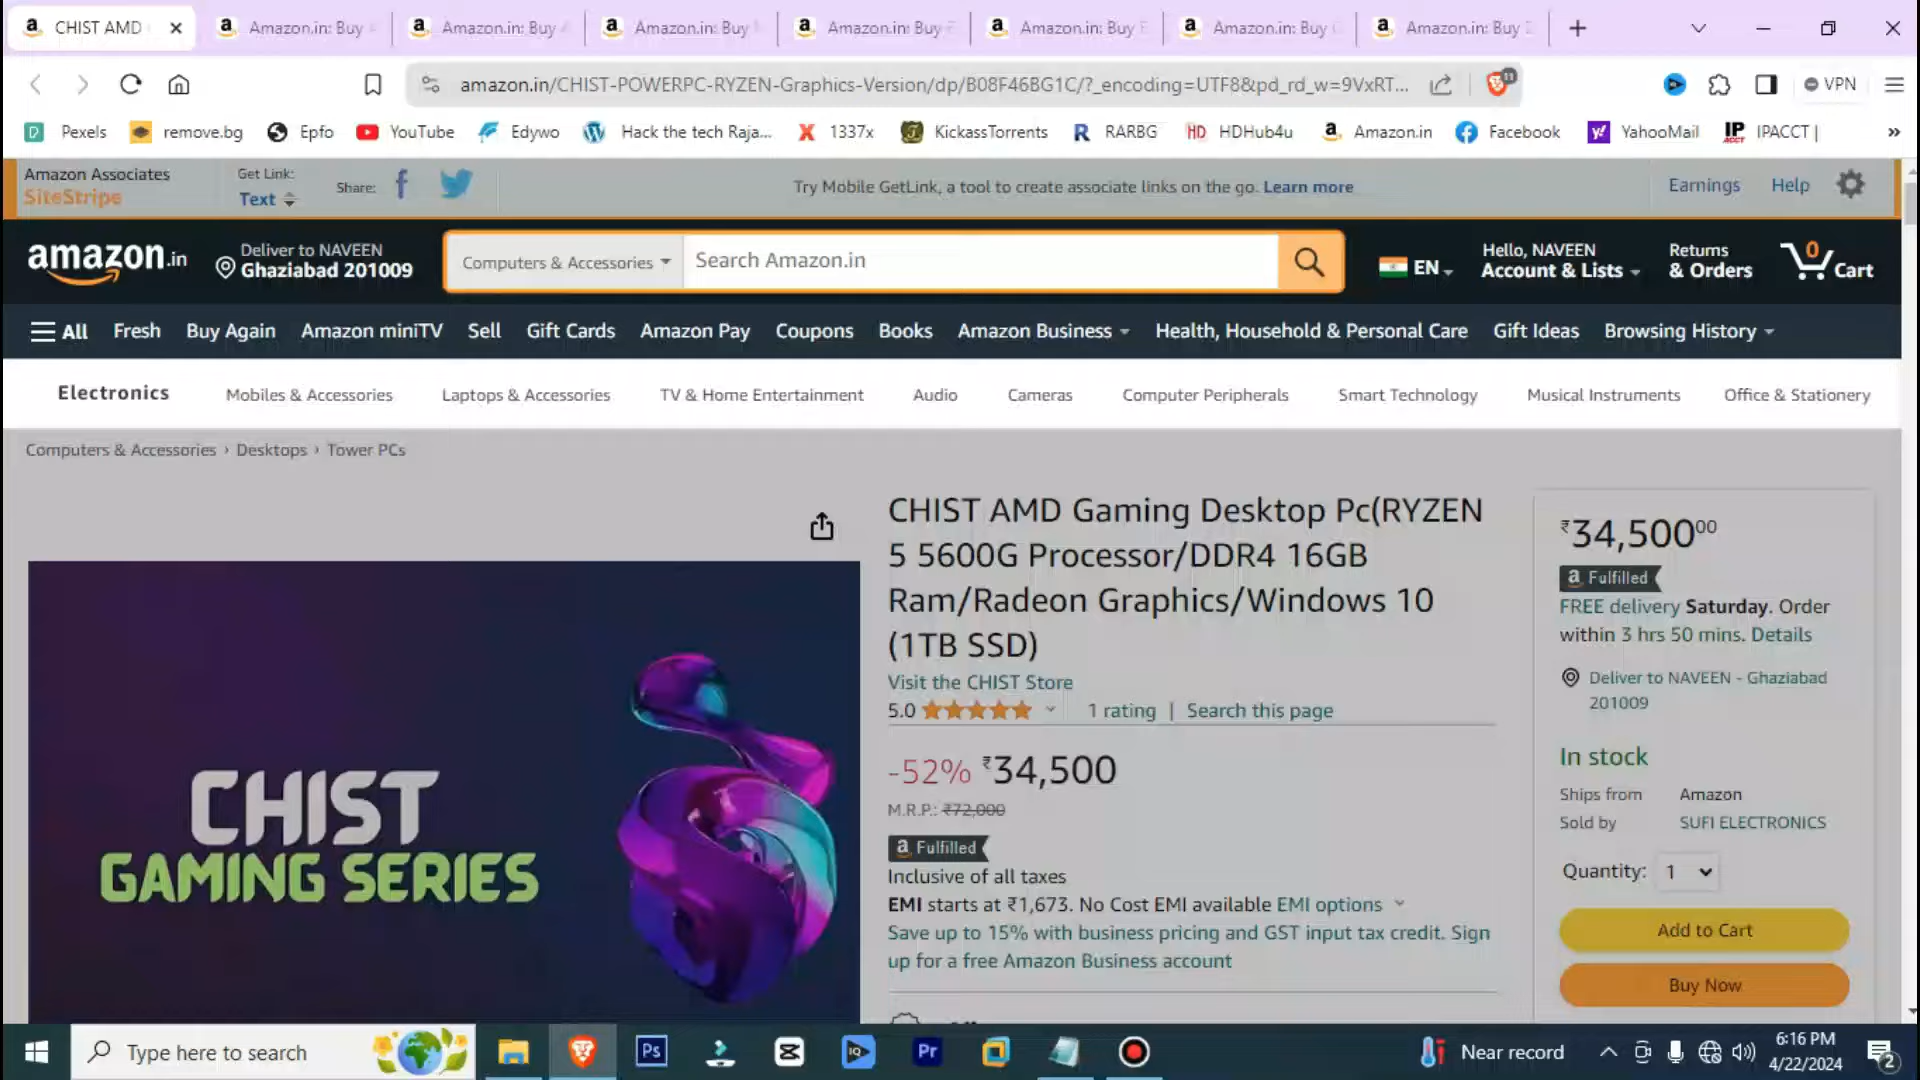 CHIST AMD
Amazon.in: Buy
Amazon.in: Buy
Amazon.in: Buy
Amazon.in: Buy
Amazon.in: Buy
Amazon.in: Buy
Amazon.in: Buy
amazon.in/CHIST-POWERPC-RYZEN-Graphics-Version/dp/B08F46BG1C/?_encoding=UTF8&pd_rd_w=9VxRT...
11
VPN
Pexels
remove.bg
Epfo
YouTube
Edywo
Hack the tech Raja...
1337x
KickassTorrents
RARBG
HDHub4u
Amazon.in
Facebook
YahooMail
IPACCT |
Amazon Associates
SiteStripe
Get Link:
Text
Share:
Try Mobile GetLink, a tool to create associate links on the go. Learn more
Earnings
Help
amazon.in
Deliver to NAVEEN
Ghaziabad 201009
Computers & Accessories
Search Amazon.in
EN
Hello, NAVEEN
Account & Lists
Returns
& Orders
0
Cart
All
Fresh
Buy Again
Amazon miniTV
Sell
Gift Cards
Amazon Pay
Coupons
Books
Amazon Business
Health, Household & Personal Care
Gift Ideas
Browsing History
Electronics
Mobiles & Accessories
Laptops & Accessories
TV & Home Entertainment
Audio
Cameras
Computer Peripherals
Smart Technology
Musical Instruments
Office & Stationery
Computers & Accessories › Desktops › Tower PCs
CHIST
GAMING SERIES
CHIST AMD Gaming Desktop Pc(RYZEN
5 5600G Processor/DDR4 16GB
Ram/Radeon Graphics/Windows 10
(1TB SSD)
Visit the CHIST Store
5.0
1 rating | Search this page
-52% ₹34,500
M.R.P.: ₹72,000
a Fulfilled
Inclusive of all taxes
EMI starts at ₹1,673. No Cost EMI available EMI options
Save up to 15% with business pricing and GST input tax credit. Sign
up for a free Amazon Business account
₹34,50000
a Fulfilled
FREE delivery Saturday. Order
within 3 hrs 50 mins. Details
Deliver to NAVEEN - Ghaziabad
201009
In stock
Ships from Amazon
Sold by SUFI ELECTRONICS
Quantity: 1
Add to Cart
Buy Now
Type here to search
Ps
IQ
Pr
Near record
6:16 PM
4/22/2024
2